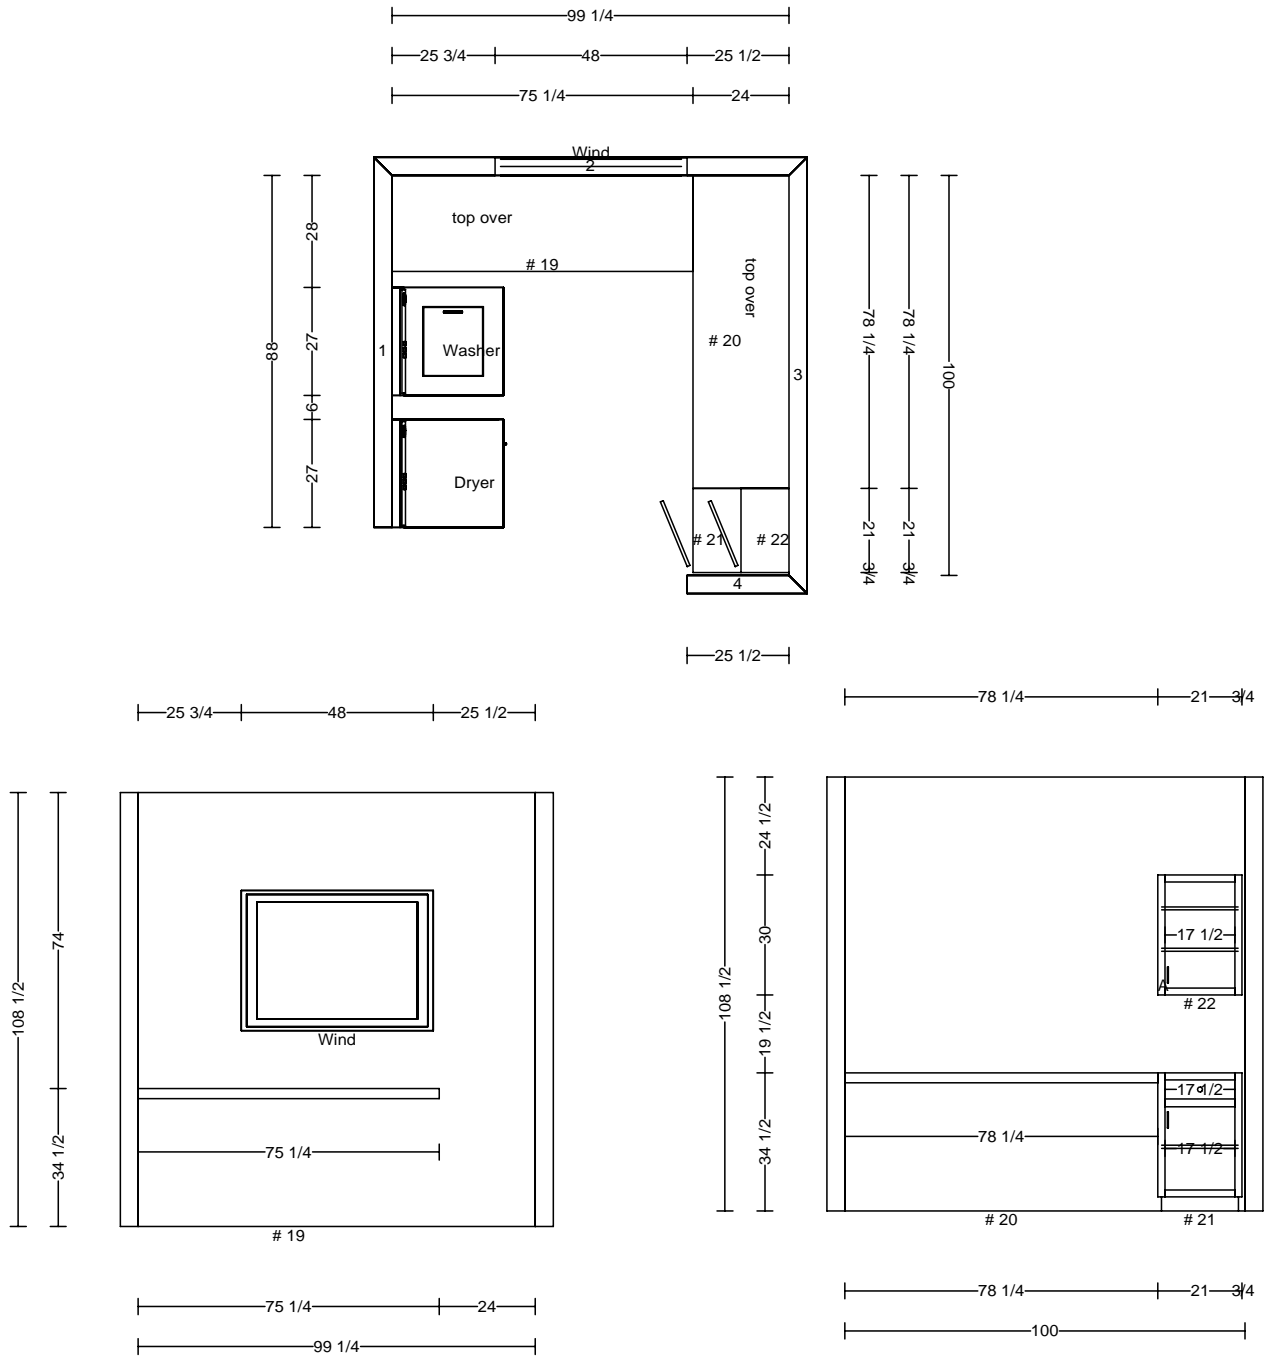 99 1/4
25 3/4 48 25 1/2
75 1/4 24
Wind
2
top over
# 19
top over
# 20
28
27
6
27
88
1
Washer
Dryer
3
78 1/4 78 1/4
100
21 21
3/4 3/4
# 21 # 22
4
25 1/2
25 3/4 48 25 1/2
108 1/2
74
34 1/2
Wind
75 1/4
# 19
75 1/4 24
99 1/4
78 1/4 21 3/4
108 1/2
24 1/2
30
19 1/2
34 1/2
17 1/2
A
# 22
17 1/2
78 1/4
17 1/2
# 20 # 21
78 1/4 21 3/4
100